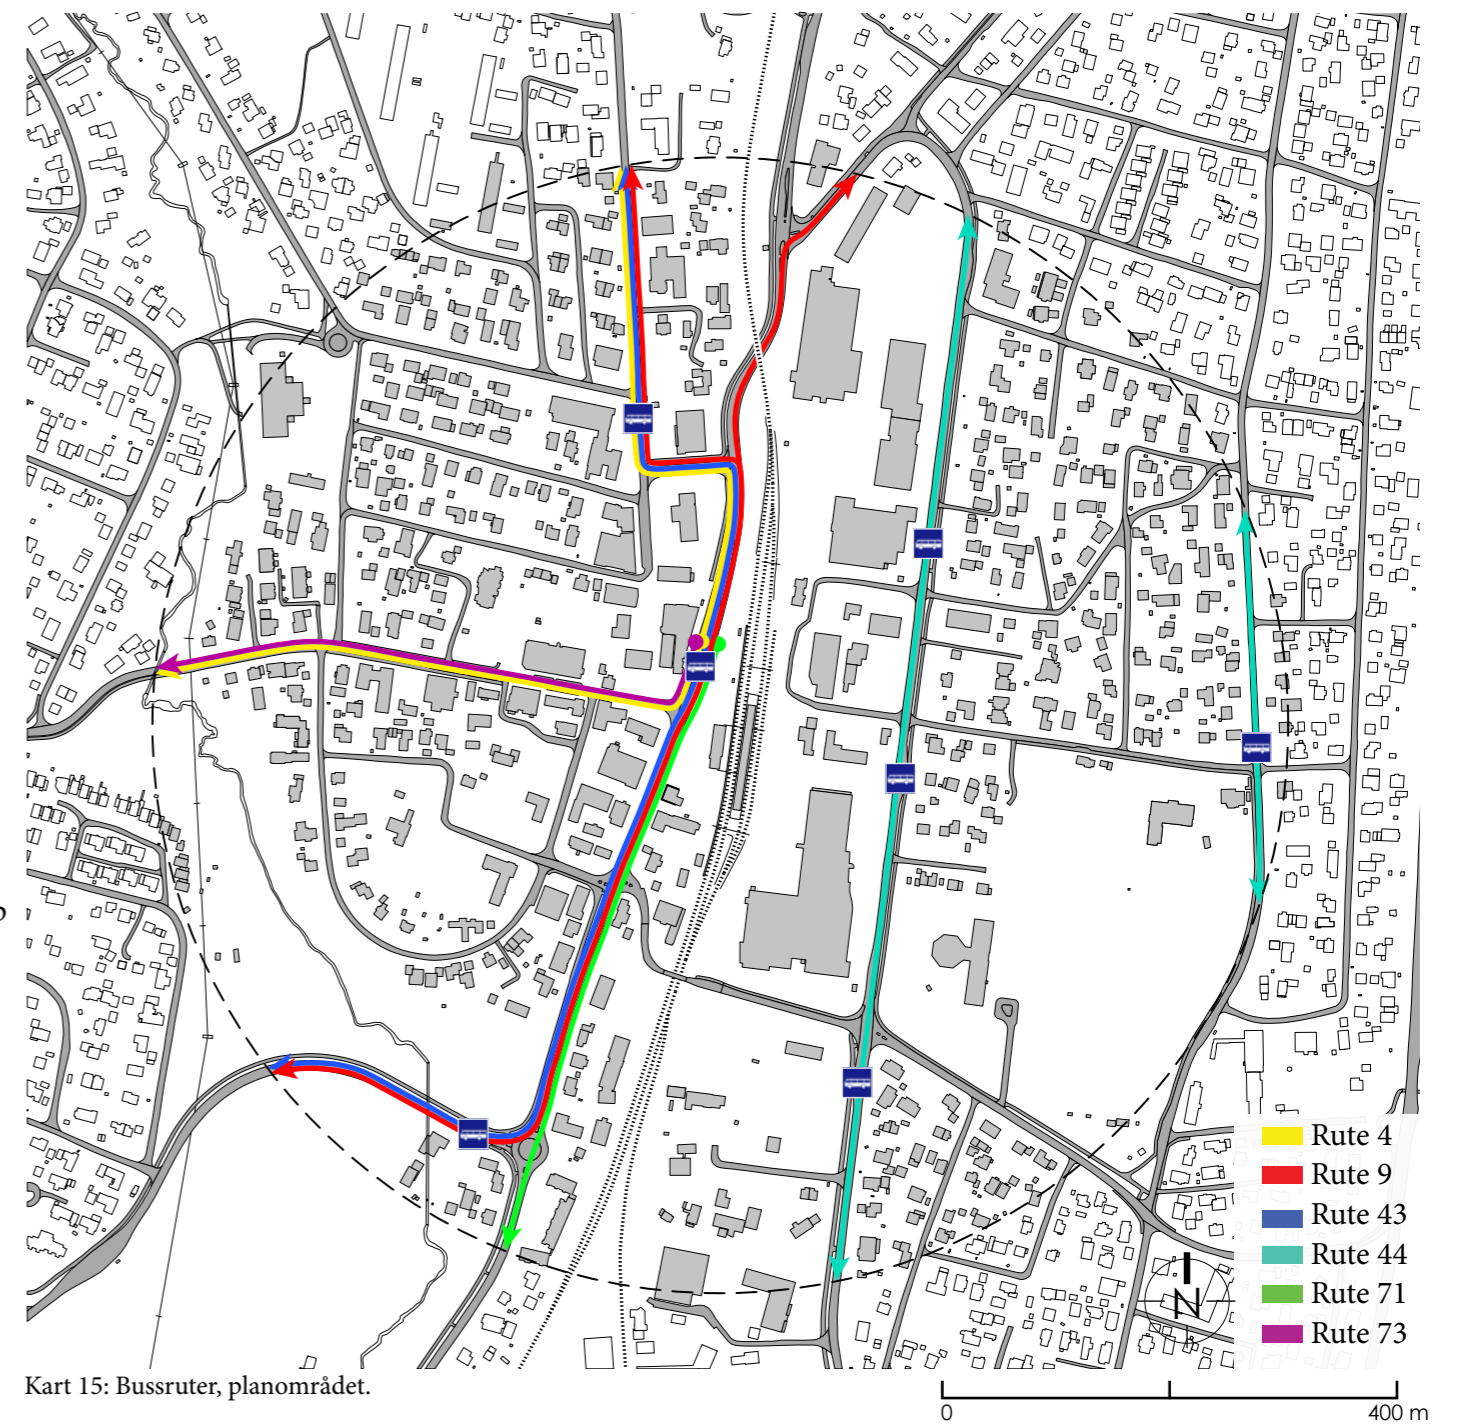 Rute 4
Rute 9
Rute 43
Rute 44
Rute 71
Rute 73
N
Kart 15: Bussruter, planområdet.
0 400 m